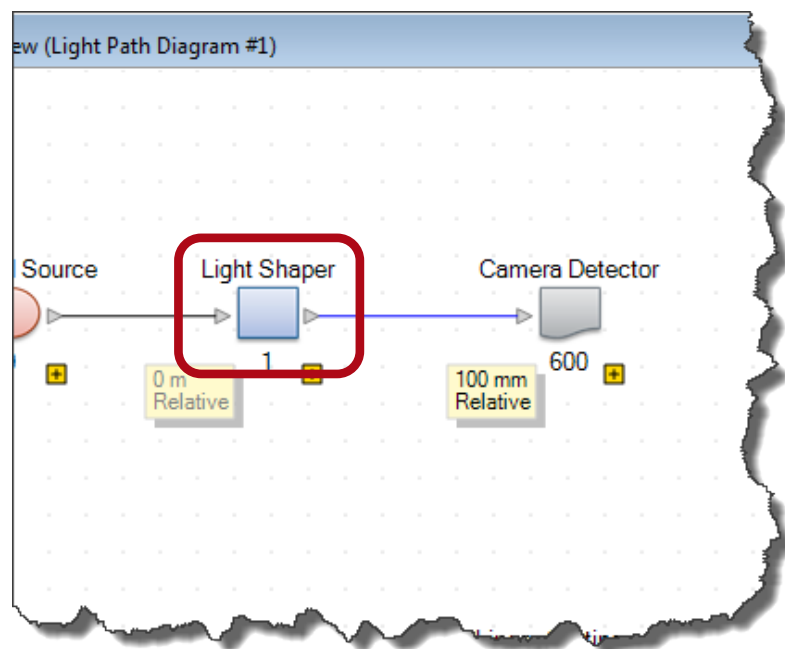 ew (Light Path Diagram #1)
Source
Light Shaper
Camera Detector
1
600
0 m
Relative
100 mm
Relative